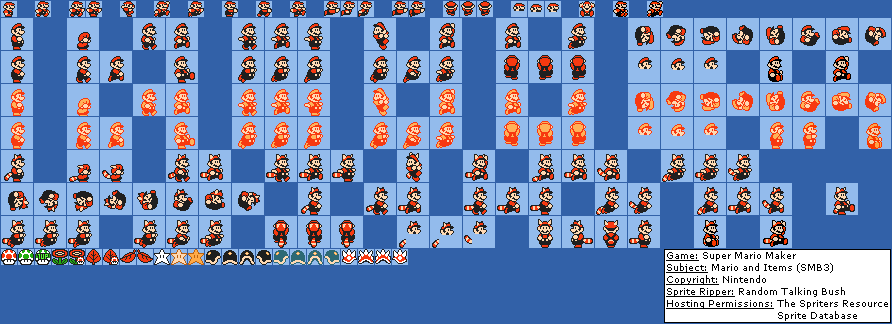 Game: Super Mario Maker
Subject: Mario and Items (SMB3)
Copyright: Nintendo
Sprite Ripper: Random Talking Bush
Hosting Permissions: The Spriters Resource
Sprite Database